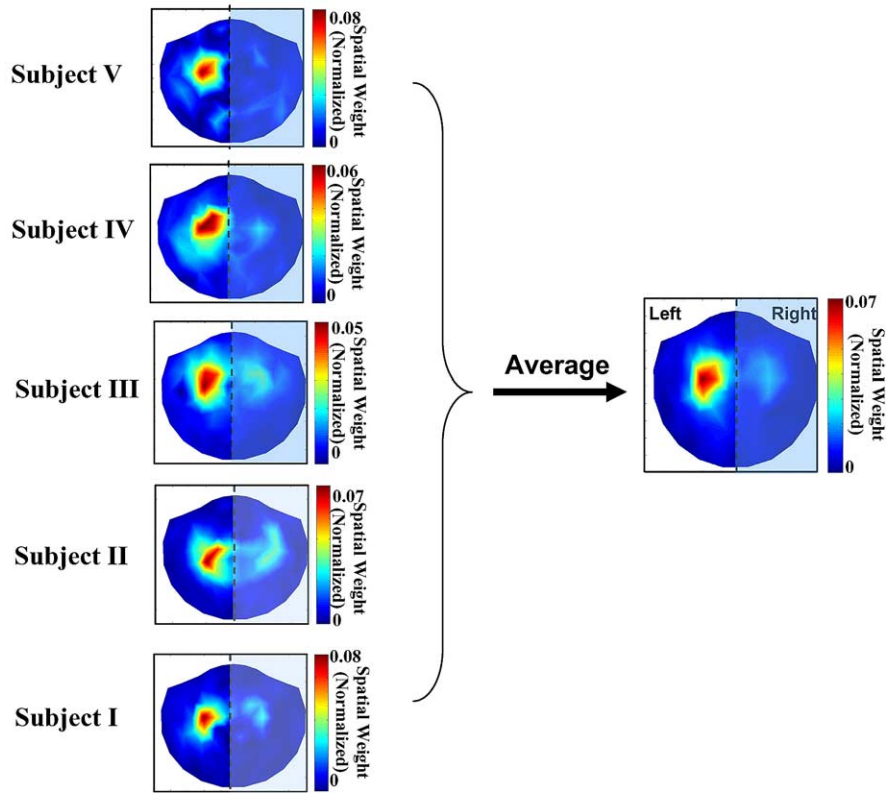 Subject V
0.08
Spatial Weight
(Normalized)
0
Subject IV
0.06
Spatial Weight
(Normalized)
0
Subject III
0.05
Spatial Weight
(Normalized)
0
Subject II
0.07
Spatial Weight
(Normalized)
0
Subject I
0.08
Spatial Weight
(Normalized)
0
Average
Left
Right
0.07
Spatial Weight
(Normalized)
0